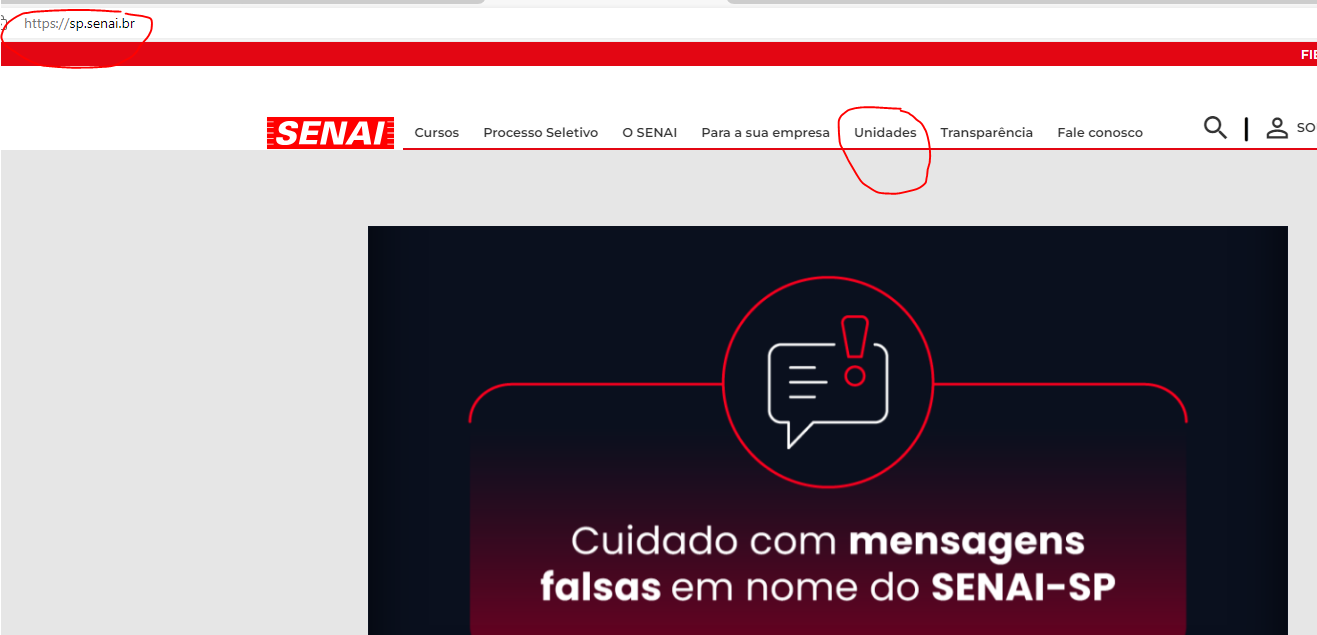 https://sp.senai.br
SENAI Cursos Processo Seletivo O SENAI Para a sua empresa Unidades Transparência Fale conosco
Cuidado com mensagens
falsas em nome do SENAI-SP